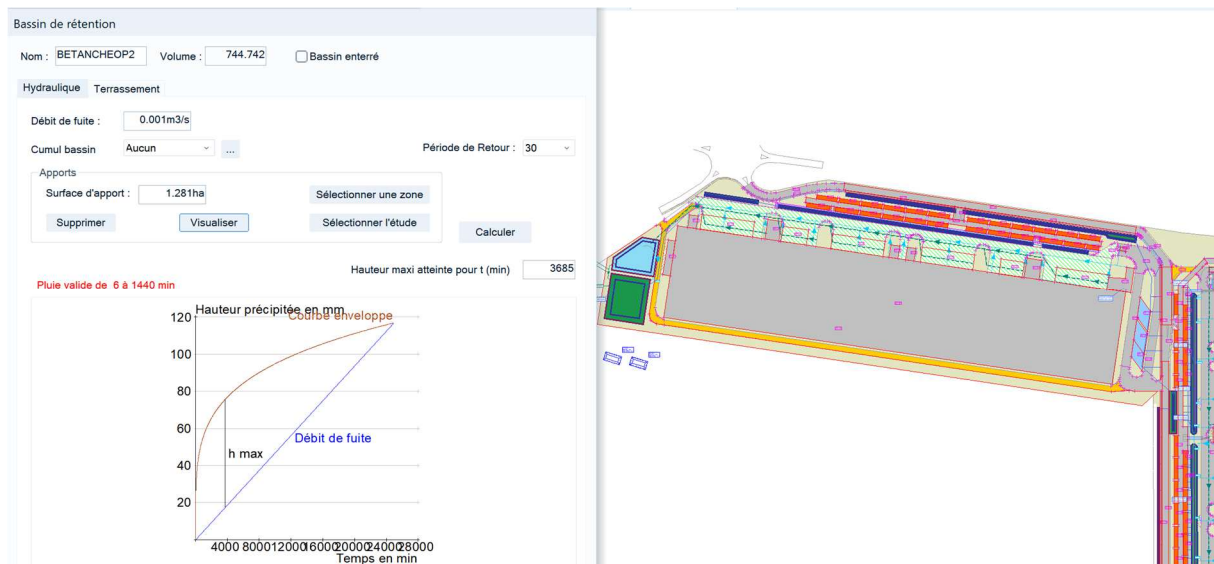 Bassin de rétention
Nom : BETANCHEOP2 Volume : 744.742 Bassin enterré
Hydraulique Terrassement
Débit de fuite : 0.001m3/s
Cumul bassin Aucun ... Période de Retour : 30
Apports
Surface d'apport : 1.281ha Sélectionner une zone
Supprimer Visualiser Sélectionner l'étude Calculer
Hauteur maxi atteinte pour t (min) 3685
Pluie valide de 6 à 1440 min
Hauteur précipitée en mm
Courbe enveloppe
120
100
80
60
Débit de fuite
h max
40
20
4000 8000 12000 16000 20000 24000 28000
Temps en min